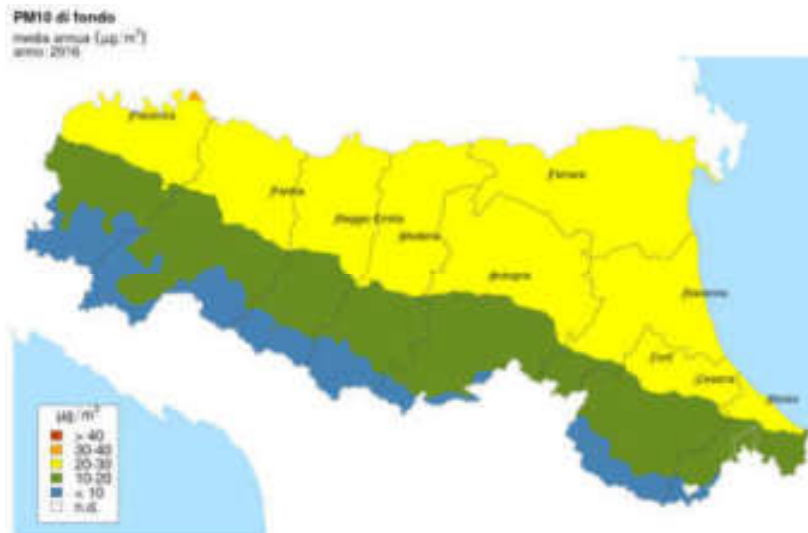 PM10 di fondo
media annua (µg/m³)
anno: 2016
Piacenza
Parma
Ferrara
Reggio Emilia
Modena
Bologna
Ravenna
Forlì
Cesena
Rimini
µg/m³
> 40
30-40
20-30
10-20
< 10
n.d.